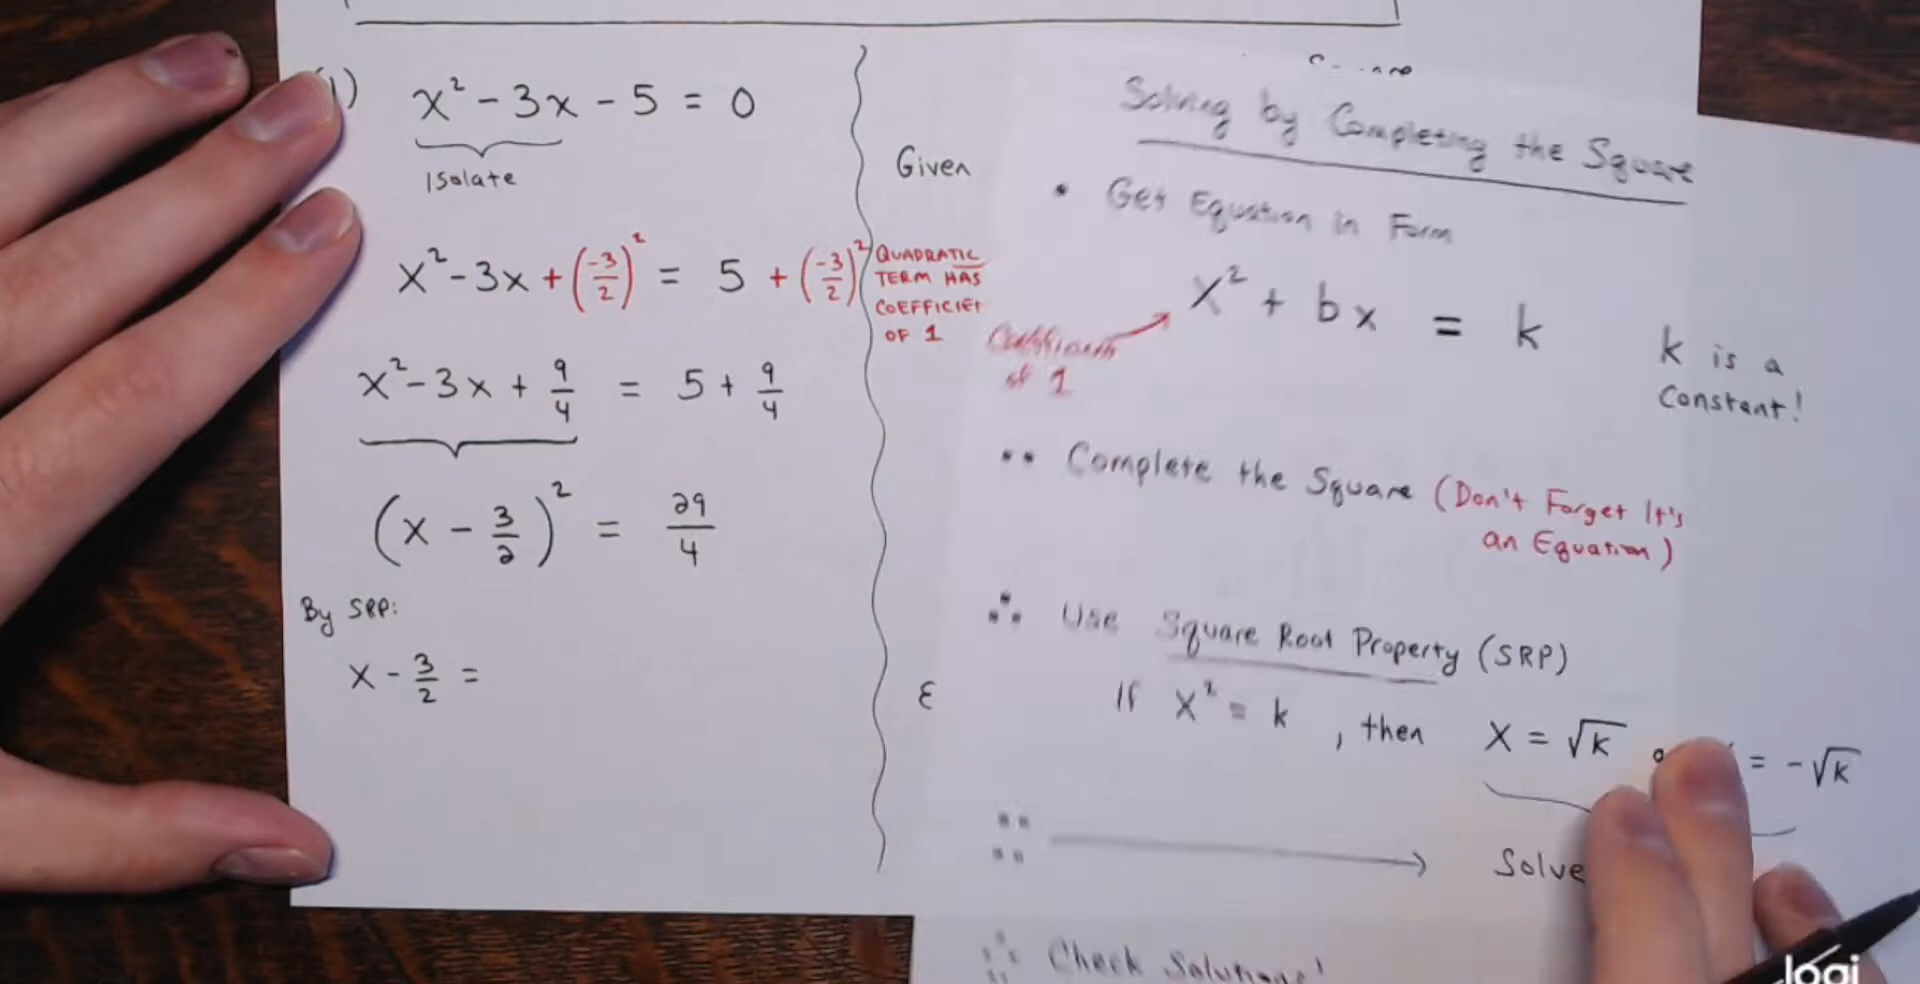 1)
x² - 3x - 5 = 0
Isolate
x² - 3x + (-3/2)² = 5 + (-3/2)²
x² - 3x + 9/4 = 5 + 9/4
(x - 3/2)² = 29/4
By SRP:
x - 3/2 =
Given
QUADRATIC
TERM HAS
COEFFICIE
OF 1
Solving by Completing the Square
• Get Equation in Form
x² + bx = k
of 1
k is a
Constant!
•• Complete the Square (Don't Forget It's
an Equation)
∴ Use Square Root Property (SRP)
If x² = k, then x = √k = -√k
∷ → Solve
Check Solutions!
logi